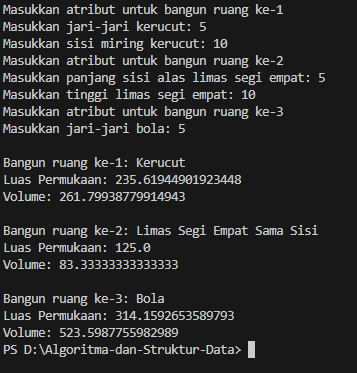 Masukkan atribut untuk bangun ruang ke-1
Masukkan jari-jari kerucut: 5
Masukkan sisi miring kerucut: 10
Masukkan atribut untuk bangun ruang ke-2
Masukkan panjang sisi alas limas segi empat: 5
Masukkan tinggi limas segi empat: 10
Masukkan atribut untuk bangun ruang ke-3
Masukkan jari-jari bola: 5
Bangun ruang ke-1: Kerucut
Luas Permukaan: 235.61944901923448
Volume: 261.79938779914943
Bangun ruang ke-2: Limas Segi Empat Sama Sisi
Luas Permukaan: 125.0
Volume: 83.33333333333333
Bangun ruang ke-3: Bola
Luas Permukaan: 314.1592653589793
Volume: 523.5987755982989
PS D:\Algoritma-dan-Struktur-Data>